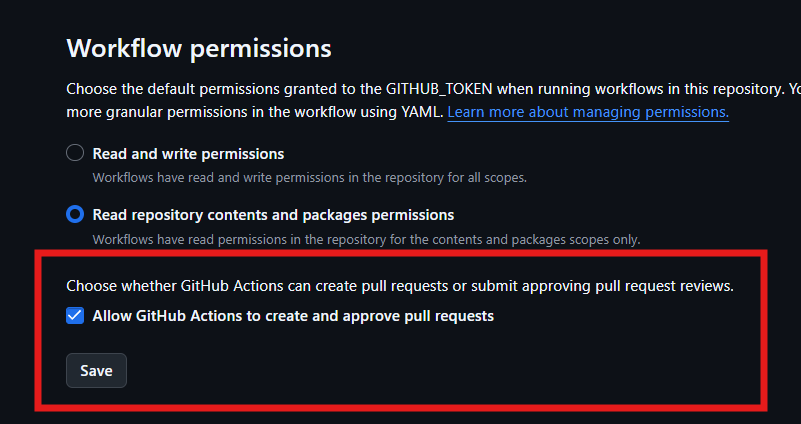 Workflow permissions
Choose the default permissions granted to the GITHUB_TOKEN when running workflows in this repository.
more granular permissions in the workflow using YAML. Learn more about managing permissions.
Read and write permissions
Workflows have read and write permissions in the repository for all scopes.
Read repository contents and packages permissions
Workflows have read permissions in the repository for the contents and packages scopes only.
Choose whether GitHub Actions can create pull requests or submit approving pull request reviews.
Allow GitHub Actions to create and approve pull requests
Save